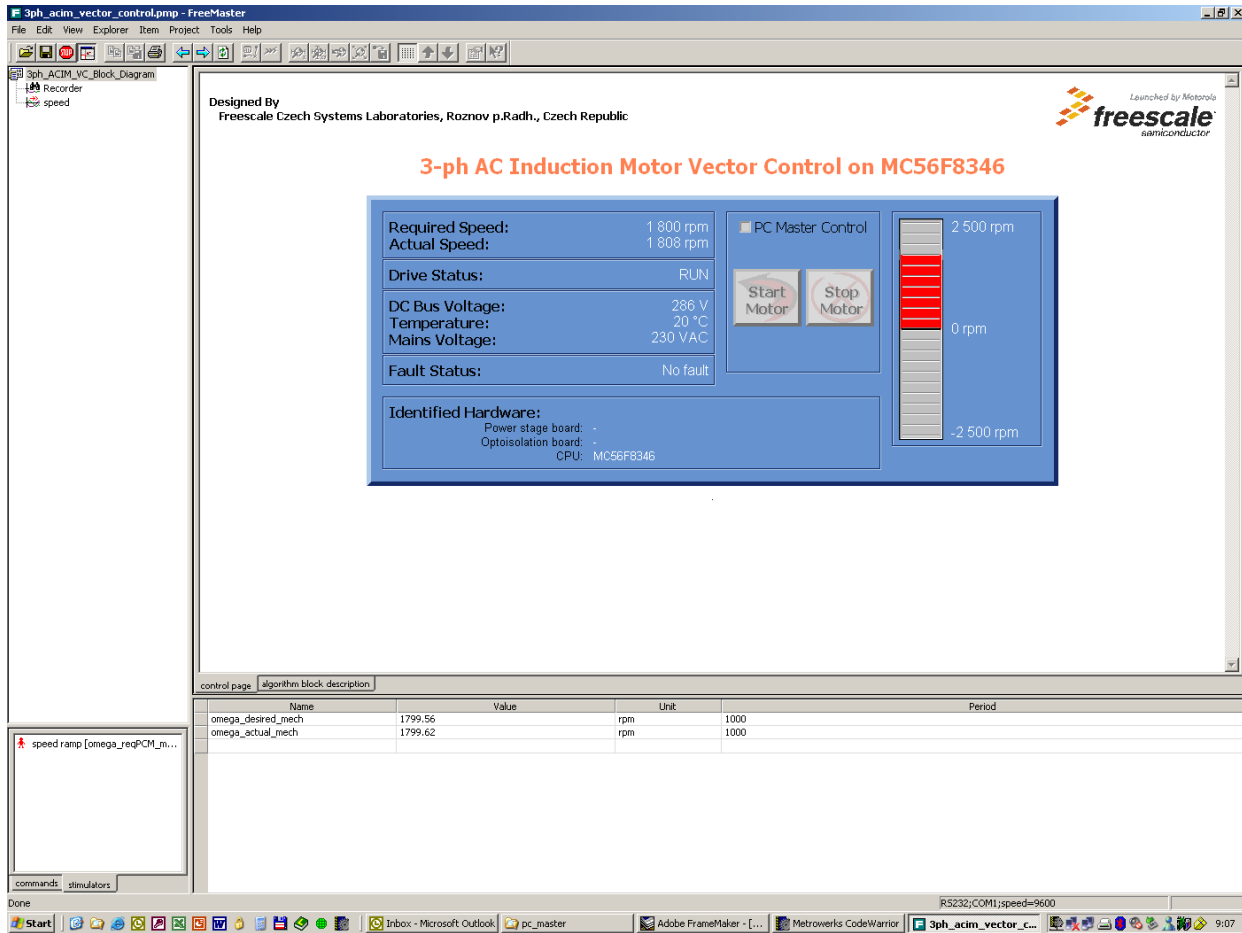 3ph_acim_vector_control.pmp - FreeMaster
File Edit View Explorer Item Project Tools Help
3ph_ACIM_VC_Block_Diagram
Recorder
speed
Designed By
Freescale Czech Systems Laboratories, Roznov p.Radh., Czech Republic
Launched by Motorola
freescale
semiconductor
3-ph AC Induction Motor Vector Control on MC56F8346
Required Speed: 1 800 rpm
Actual Speed: 1 808 rpm
Drive Status: RUN
DC Bus Voltage: 286 V
Temperature: 20 °C
Mains Voltage: 230 VAC
Fault Status: No fault
PC Master Control
Start Motor
Stop Motor
2 500 rpm
0 rpm
-2 500 rpm
Identified Hardware:
Power stage board: -
Optoisolation board: -
CPU: MC56F8346
control page algorithm block description
Name Value Unit Period
omega_desired_mech 1799.56 rpm 1000
omega_actual_mech 1799.62 rpm 1000
speed ramp [omega_reqPCM_m...
commands stimulators
Done
RS232;COM1;speed=9600
Start Inbox - Microsoft Outlook pc_master Adobe FrameMaker - [... Metrowerks CodeWarrior 3ph_acim_vector_c... 9:07